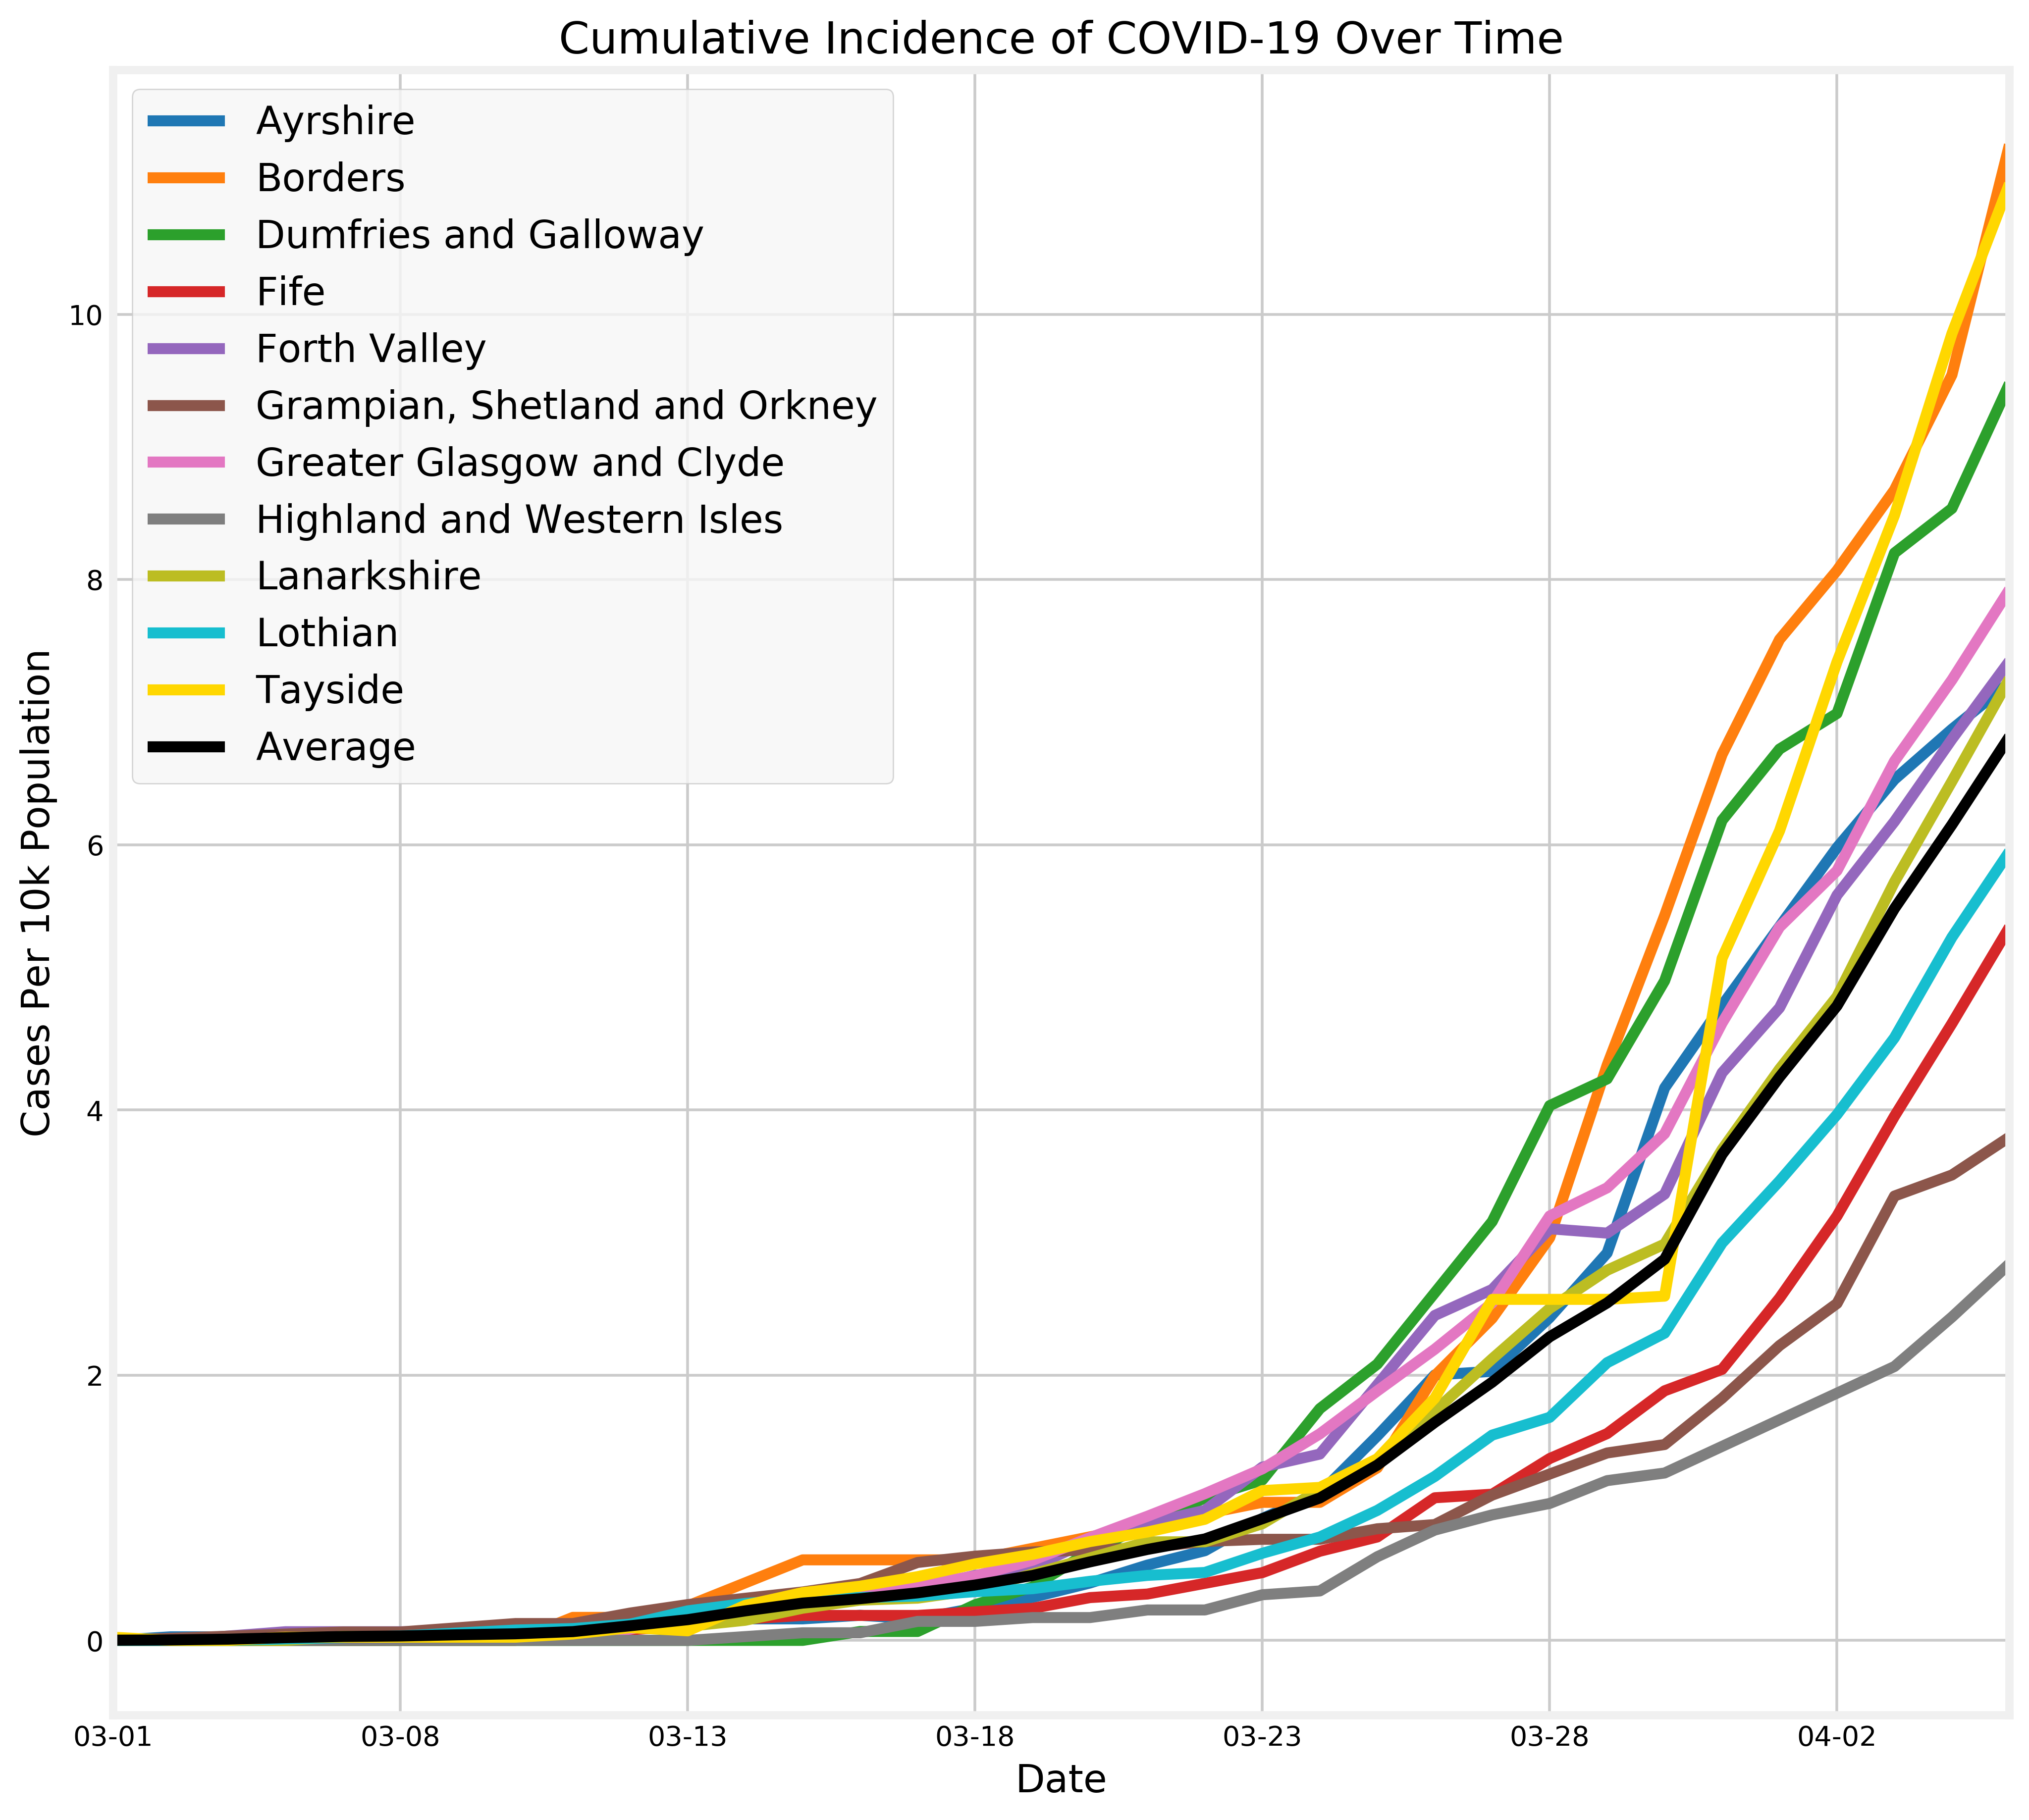 Cumulative Incidence of COVID-19 Over Time
Ayrshire
Borders
Dumfries and Galloway
Fife
Forth Valley
Grampian, Shetland and Orkney
Greater Glasgow and Clyde
Highland and Western Isles
Lanarkshire
Lothian
Tayside
Average
Cases Per 10k Population
10
8
6
4
2
0
03-01 03-08 03-13 03-18 03-23 03-28 04-02
Date